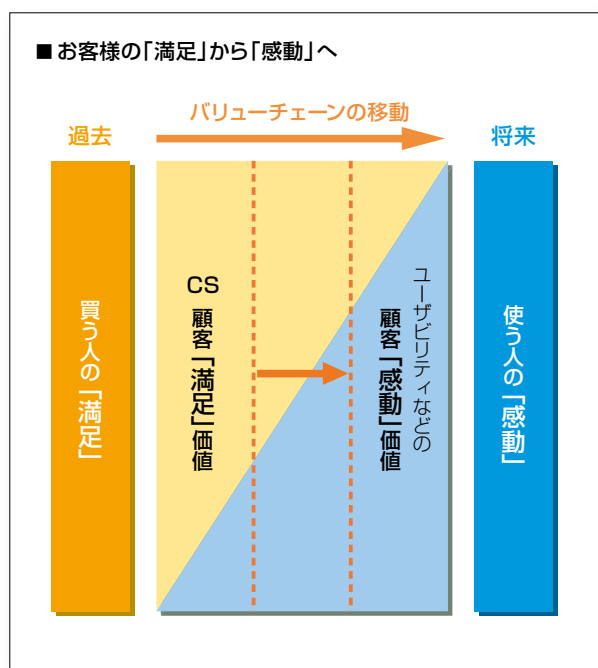 ■ お客様の「満足」から「感動」へ
バリューチェーンの移動
過去
将来
買う人の「満足」
CS
顧客「満足」価値
ユーザビリティなどの
顧客「感動」価値
使う人の「感動」